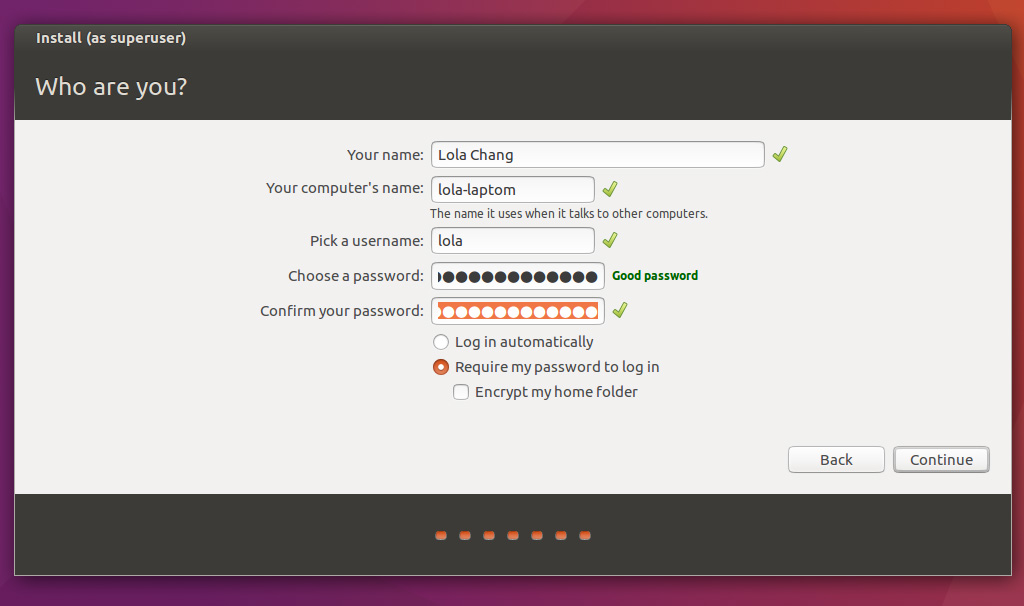 Install (as superuser)
Who are you?
Your name: Lola Chang
Your computer's name: lola-laptom
The name it uses when it talks to other computers.
Pick a username: lola
Choose a password: Good password
Confirm your password:
Log in automatically
Require my password to log in
Encrypt my home folder
Back Continue